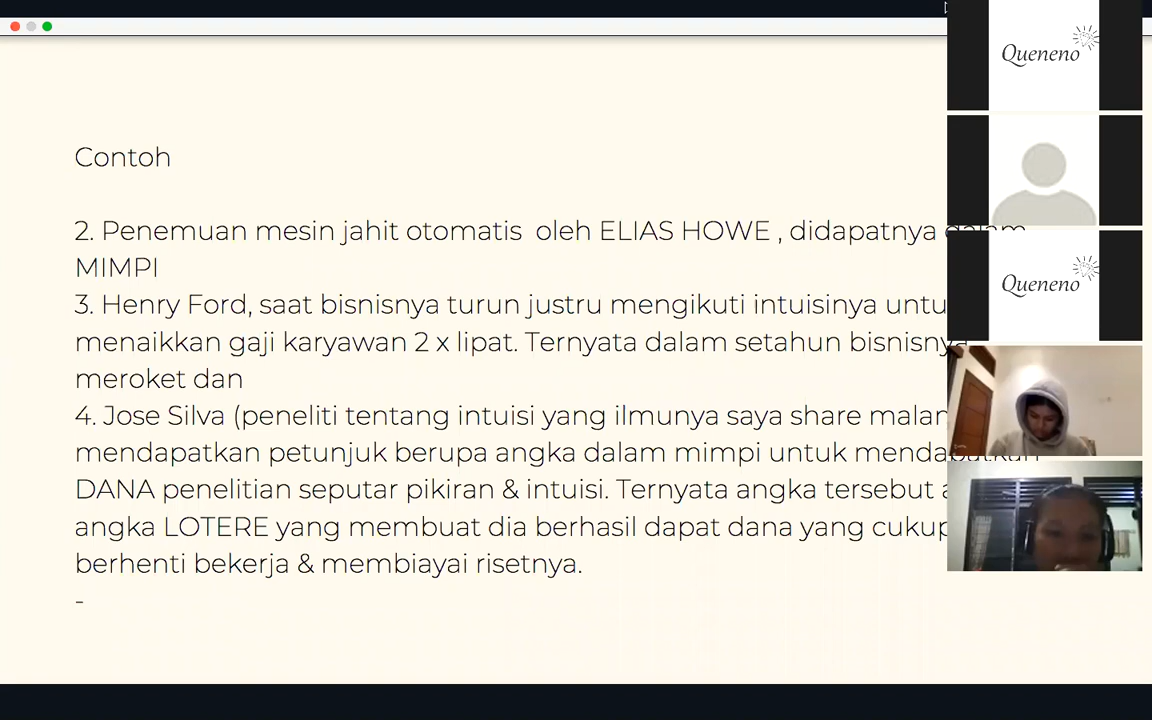 Contoh
2. Penemuan mesin jahit otomatis oleh ELIAS HOWE , didapatnya dalam
MIMPI
3. Henry Ford, saat bisnisnya turun justru mengikuti intuisinya
menaikkan gaji karyawan 2 x lipat. Ternyata dalam setahun bisnisnya
meroket dan
4. Jose Silva (peneliti tentang intuisi yang ilmunya saya share
mendapatkan petunjuk berupa angka dalam mimpi untuk mendapatkan
DANA penelitian seputar pikiran & intuisi. Ternyata angka tersebut
angka LOTERE yang membuat dia berhasil dapat dana yang cukup
berhenti bekerja & membiayai risetnya.
-
Queneno
Queneno